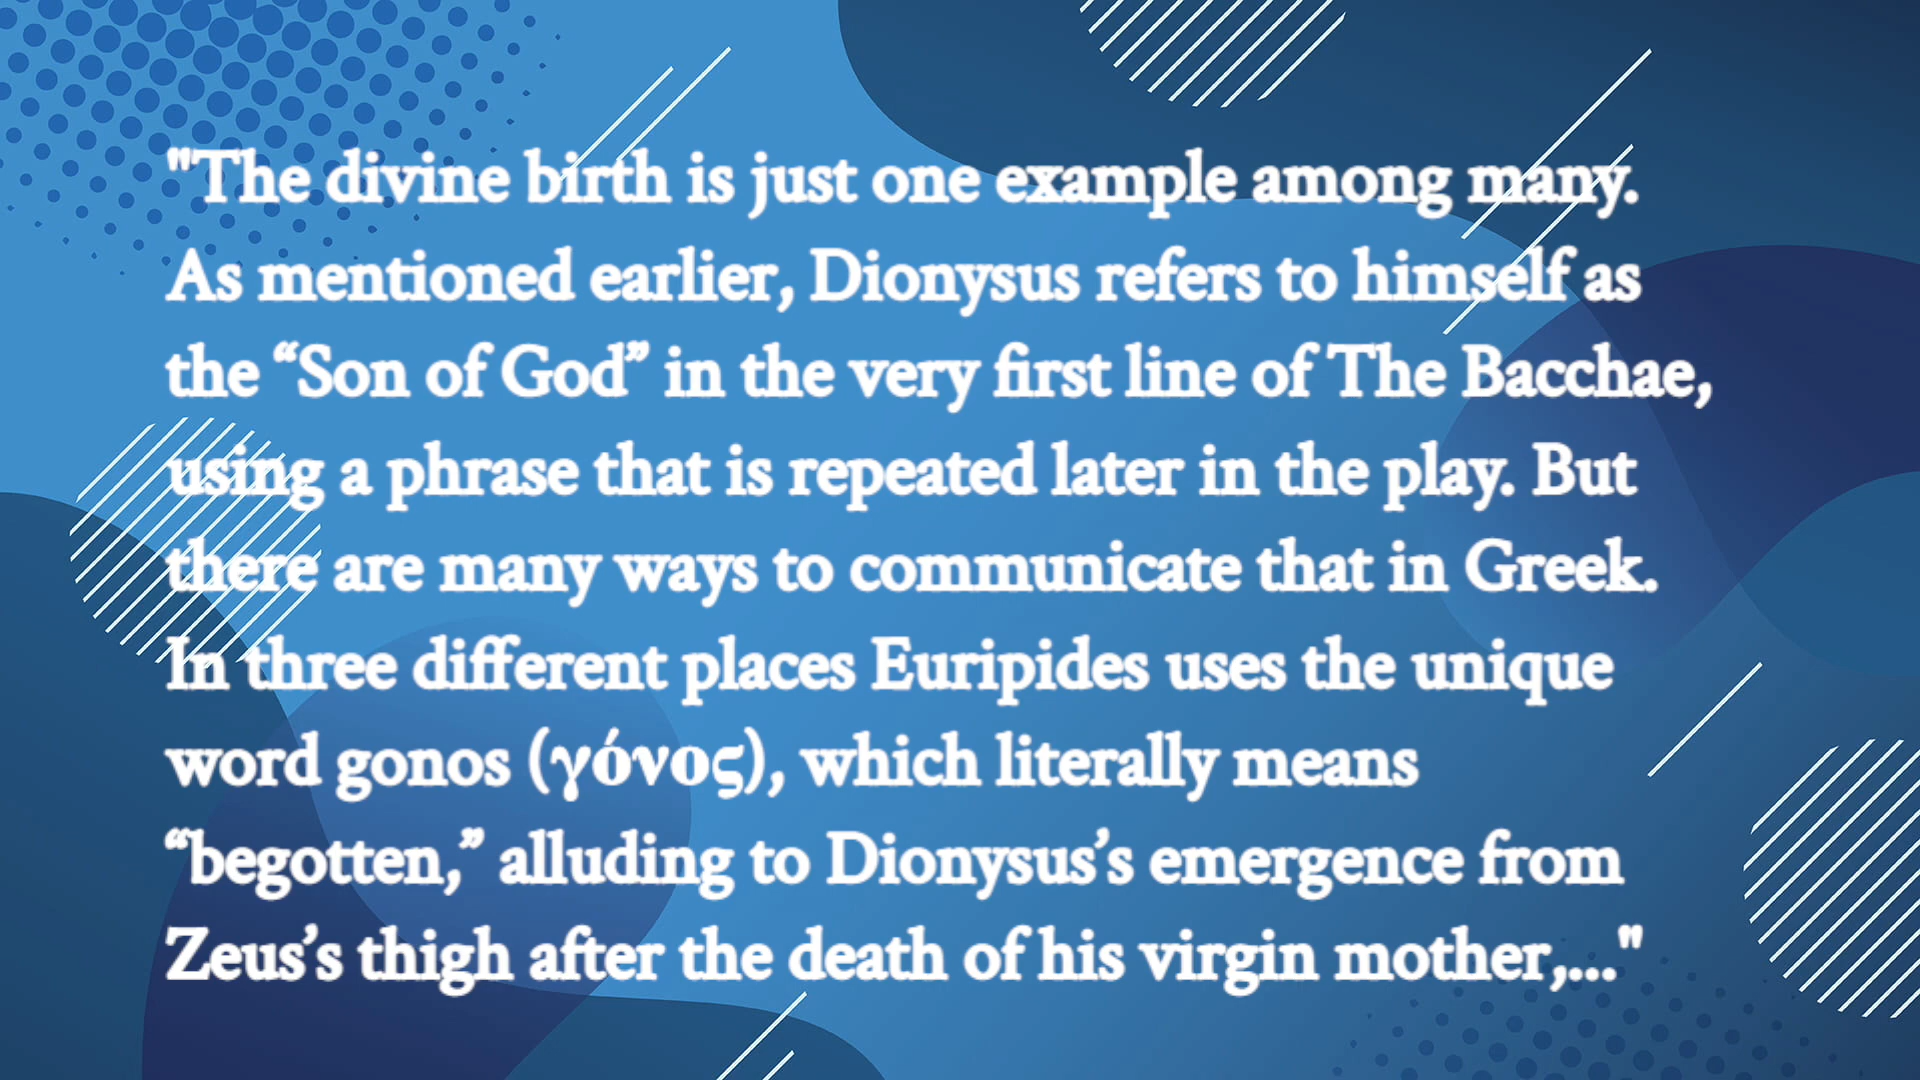 "The divine birth is just one example among many.
As mentioned earlier, Dionysus refers to himself as
the “Son of God” in the very first line of The Bacchae,
using a phrase that is repeated later in the play. But
there are many ways to communicate that in Greek.
In three different places Euripides uses the unique
word gonos (γόνος), which literally means
“begotten,” alluding to Dionysus’s emergence from
Zeus’s thigh after the death of his virgin mother,..."